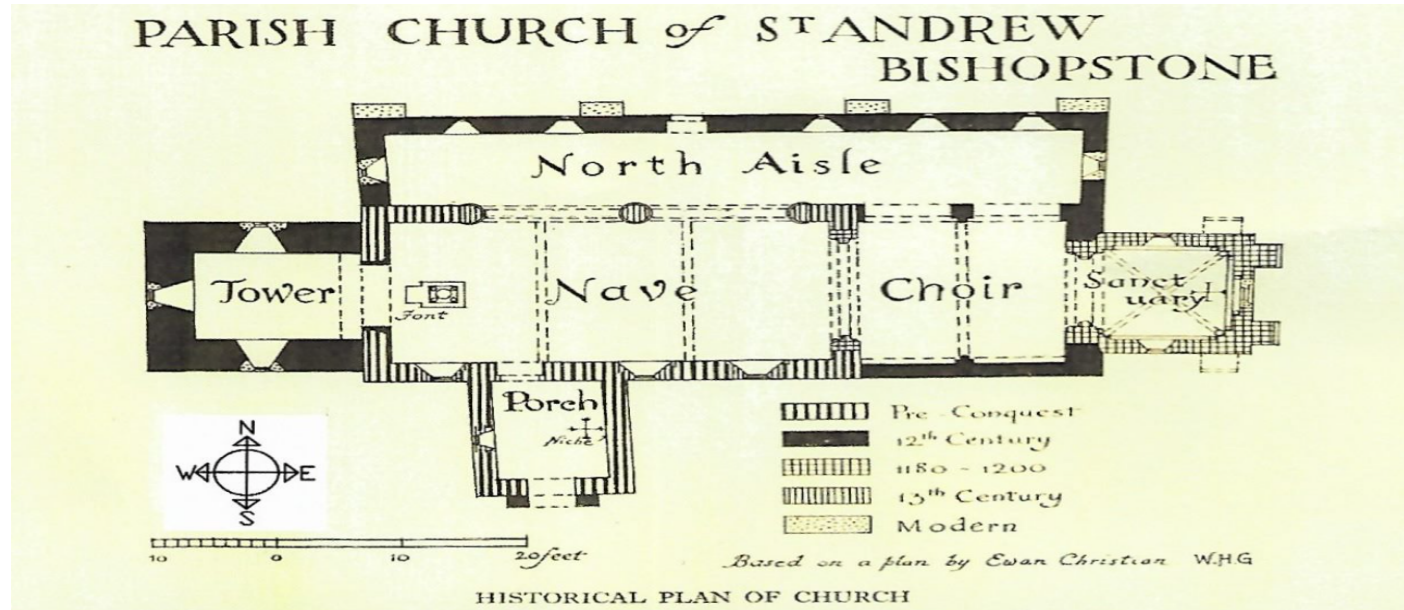 PARISH CHURCH of ST ANDREW
BISHOPSTONE
North Aisle
Tower
Font
Nave
Choir
Sanct
uary
Porch
Niche
N
W E
S
Pre-Conquest
12th Century
1180 - 1200
13th Century
Modern
10 0 10 20 feet
Based on a plan by Ewan Christian W.H.G
HISTORICAL PLAN OF CHURCH